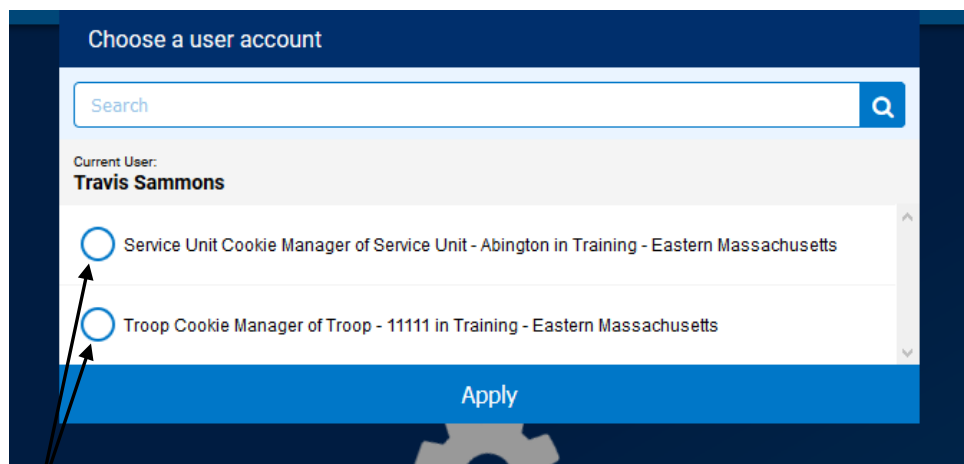 Choose a user account
Search
Current User:
Travis Sammons
Service Unit Cookie Manager of Service Unit - Abington in Training - Eastern Massachusetts
Troop Cookie Manager of Troop - 11111 in Training - Eastern Massachusetts
Apply